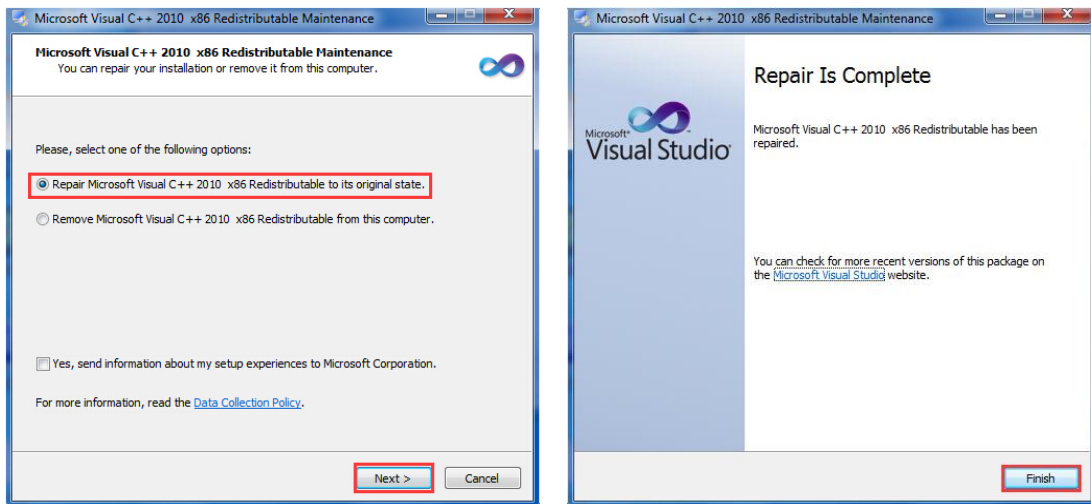 Microsoft Visual C++ 2010  x86 Redistributable Maintenance
Microsoft Visual C++ 2010  x86 Redistributable Maintenance
You can repair your installation or remove it from this computer.
Please, select one of the following options:
Repair Microsoft Visual C++ 2010  x86 Redistributable to its original state.
Remove Microsoft Visual C++ 2010  x86 Redistributable from this computer.
Yes, send information about my setup experiences to Microsoft Corporation.
For more information, read the Data Collection Policy.
Next >
Cancel
Microsoft Visual C++ 2010  x86 Redistributable Maintenance
Microsoft
Visual Studio
Repair Is Complete
Microsoft Visual C++ 2010  x86 Redistributable has been
repaired.
You can check for more recent versions of this package on
the Microsoft Visual Studio website.
Finish